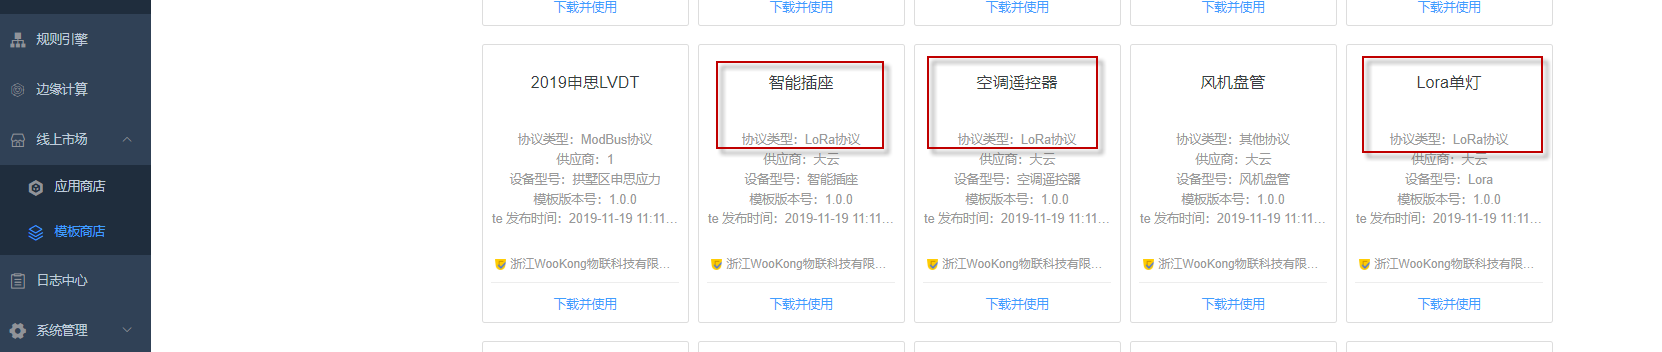 规则引擎
边缘计算
线上市场
应用商店
模板商店
日志中心
系统管理
下载并使用
下载并使用
下载并使用
下载并使用
下载并使用
2019申思LVDT
协议类型：ModBus协议
供应商：1
设备型号：拱墅区申思应力
模板版本号：1.0.0
te 发布时间：2019-11-19 11:11...
浙江WooKong物联科技有限...
下载并使用
智能插座
协议类型：LoRa协议
供应商：大云
设备型号：智能插座
模板版本号：1.0.0
te 发布时间：2019-11-19 11:11...
浙江WooKong物联科技有限...
下载并使用
空调遥控器
协议类型：LoRa协议
供应商：大云
设备型号：空调遥控器
模板版本号：1.0.0
te 发布时间：2019-11-19 11:11...
浙江WooKong物联科技有限...
下载并使用
风机盘管
协议类型：其他协议
供应商：大云
设备型号：风机盘管
模板版本号：1.0.0
te 发布时间：2019-11-19 11:11...
浙江WooKong物联科技有限...
下载并使用
Lora单灯
协议类型：LoRa协议
供应商：大云
设备型号：Lora
模板版本号：1.0.0
te 发布时间：2019-11-19 11:11...
浙江WooKong物联科技有限...
下载并使用